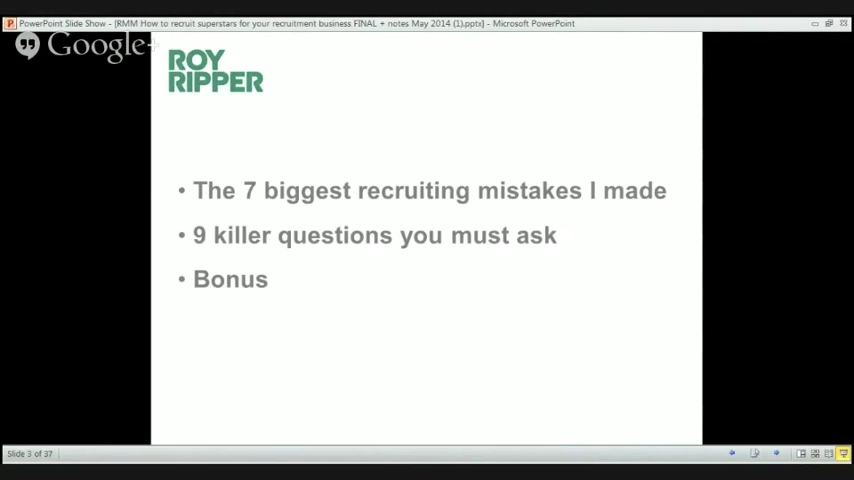 PowerPoint Slide Show - [RMM How to recruit superstars for your recruitment business FINAL + notes May 2014 (1).pptx] - Microsoft PowerPoint
Google+
ROY
RIPPER
• The 7 biggest recruiting mistakes I made
• 9 killer questions you must ask
• Bonus
Slide 3 of 37